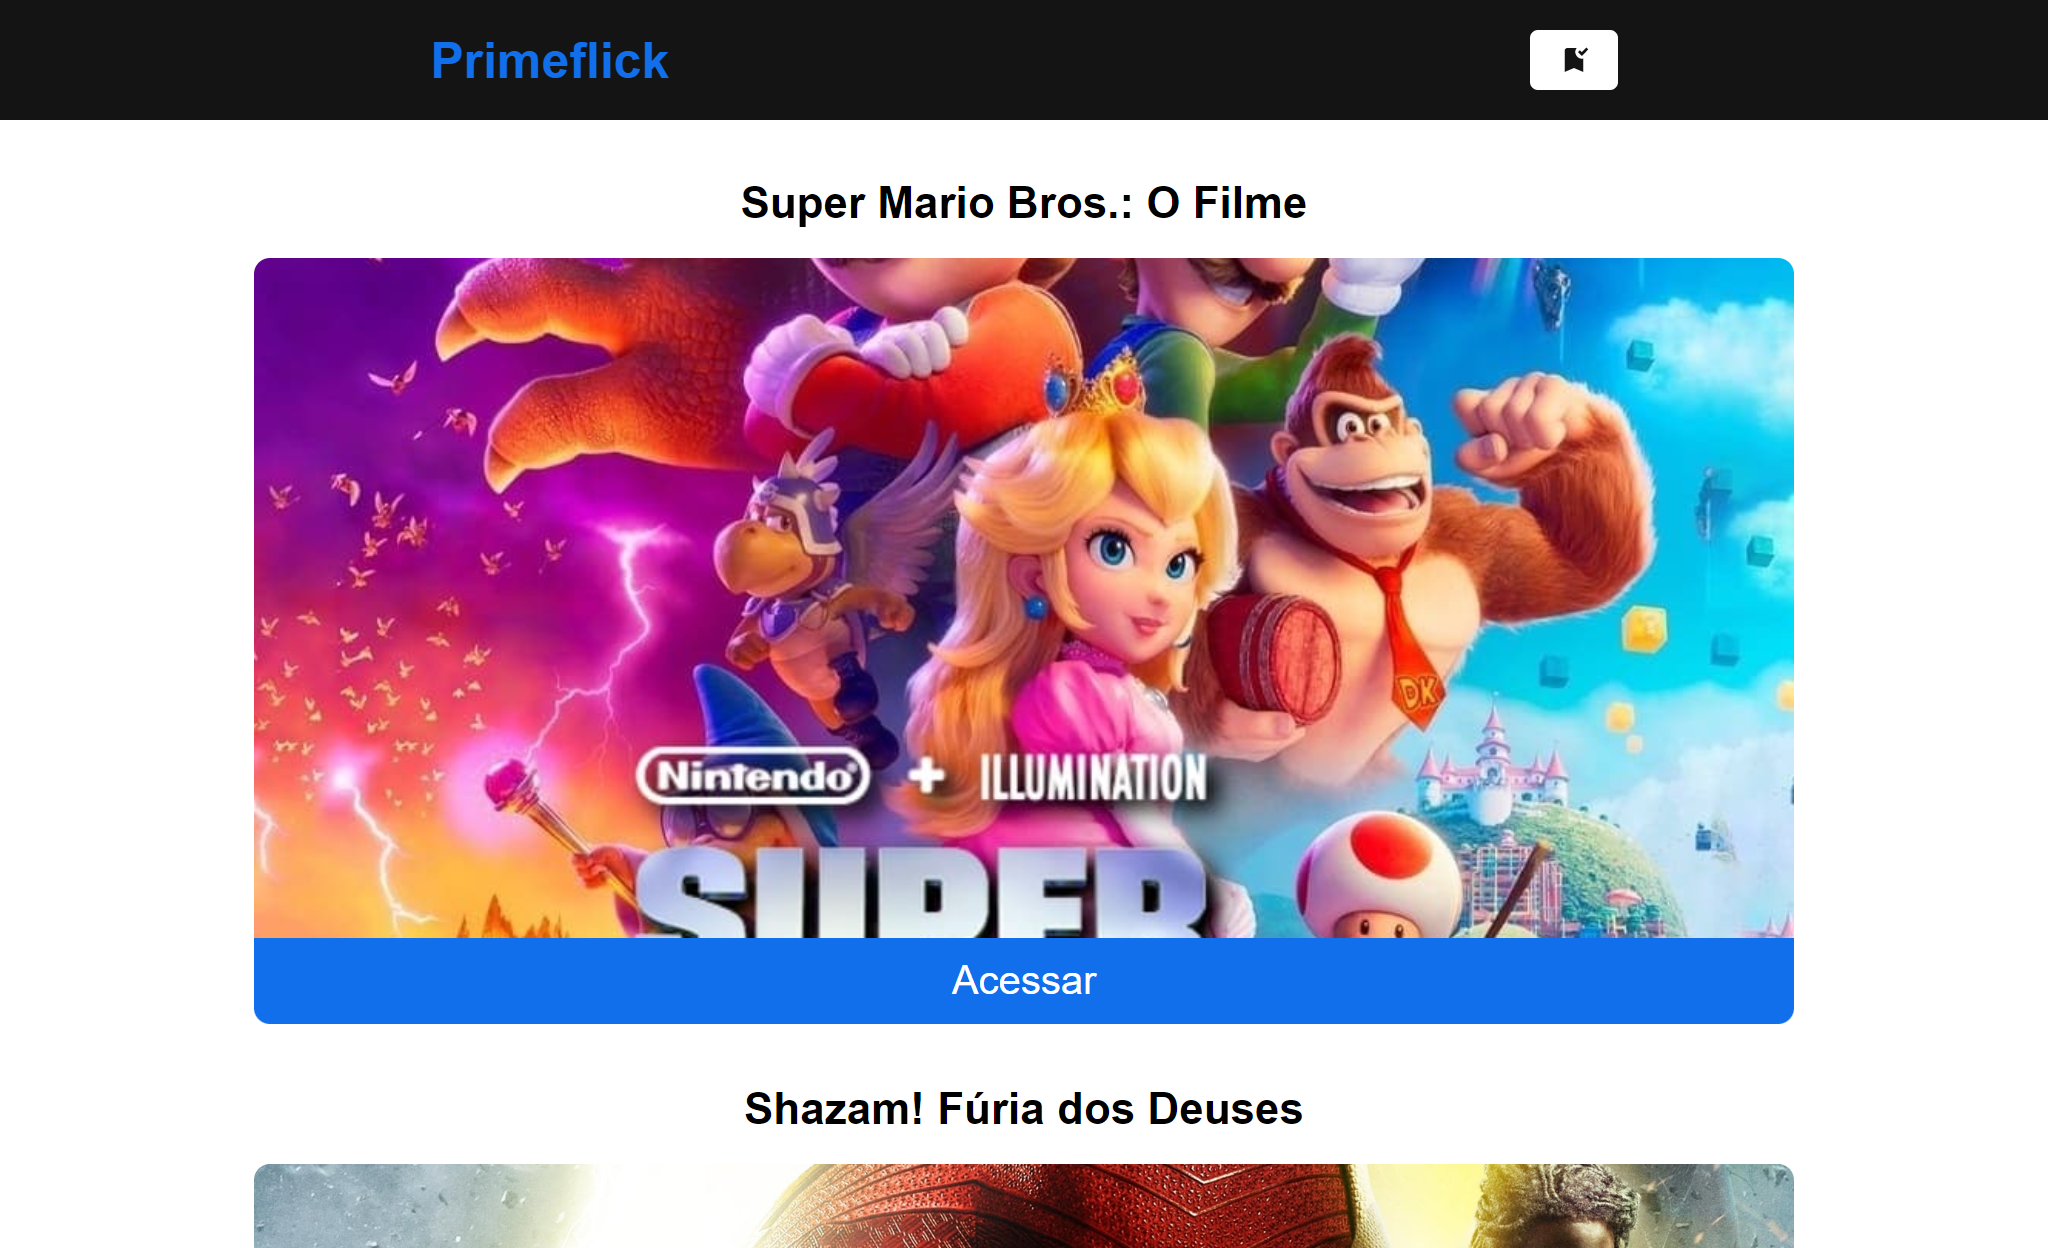 Primeflick
Super Mario Bros.: O Filme
DK
Nintendo + ILLUMINATION
SUPER
Acessar
Shazam! Fúria dos Deuses